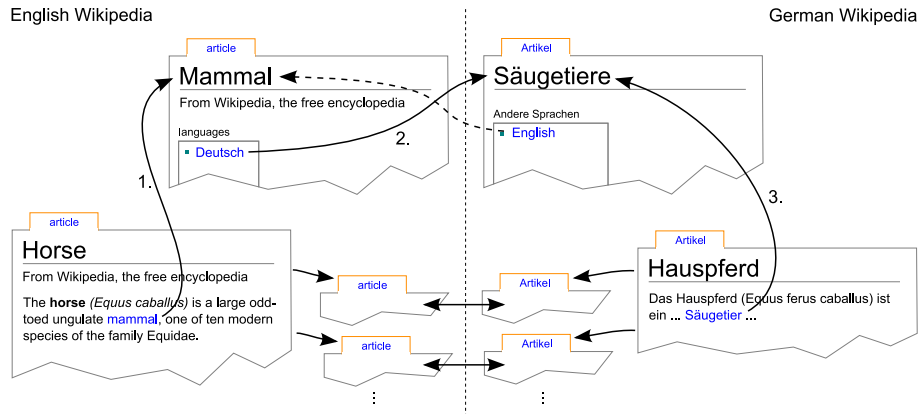 English Wikipedia
German Wikipedia
article
Mammal
From Wikipedia, the free encyclopedia
languages
Deutsch
Artikel
Säugetiere
Andere Sprachen
English
1.
2.
3.
article
Horse
From Wikipedia, the free encyclopedia
The horse (Equus caballus) is a large odd-
toed ungulate mammal, one of ten modern
species of the family Equidae.
article
article
⋮
Artikel
Artikel
⋮
Artikel
Hauspferd
Das Hauspferd (Equus ferus caballus) ist
ein ... Säugetier ...